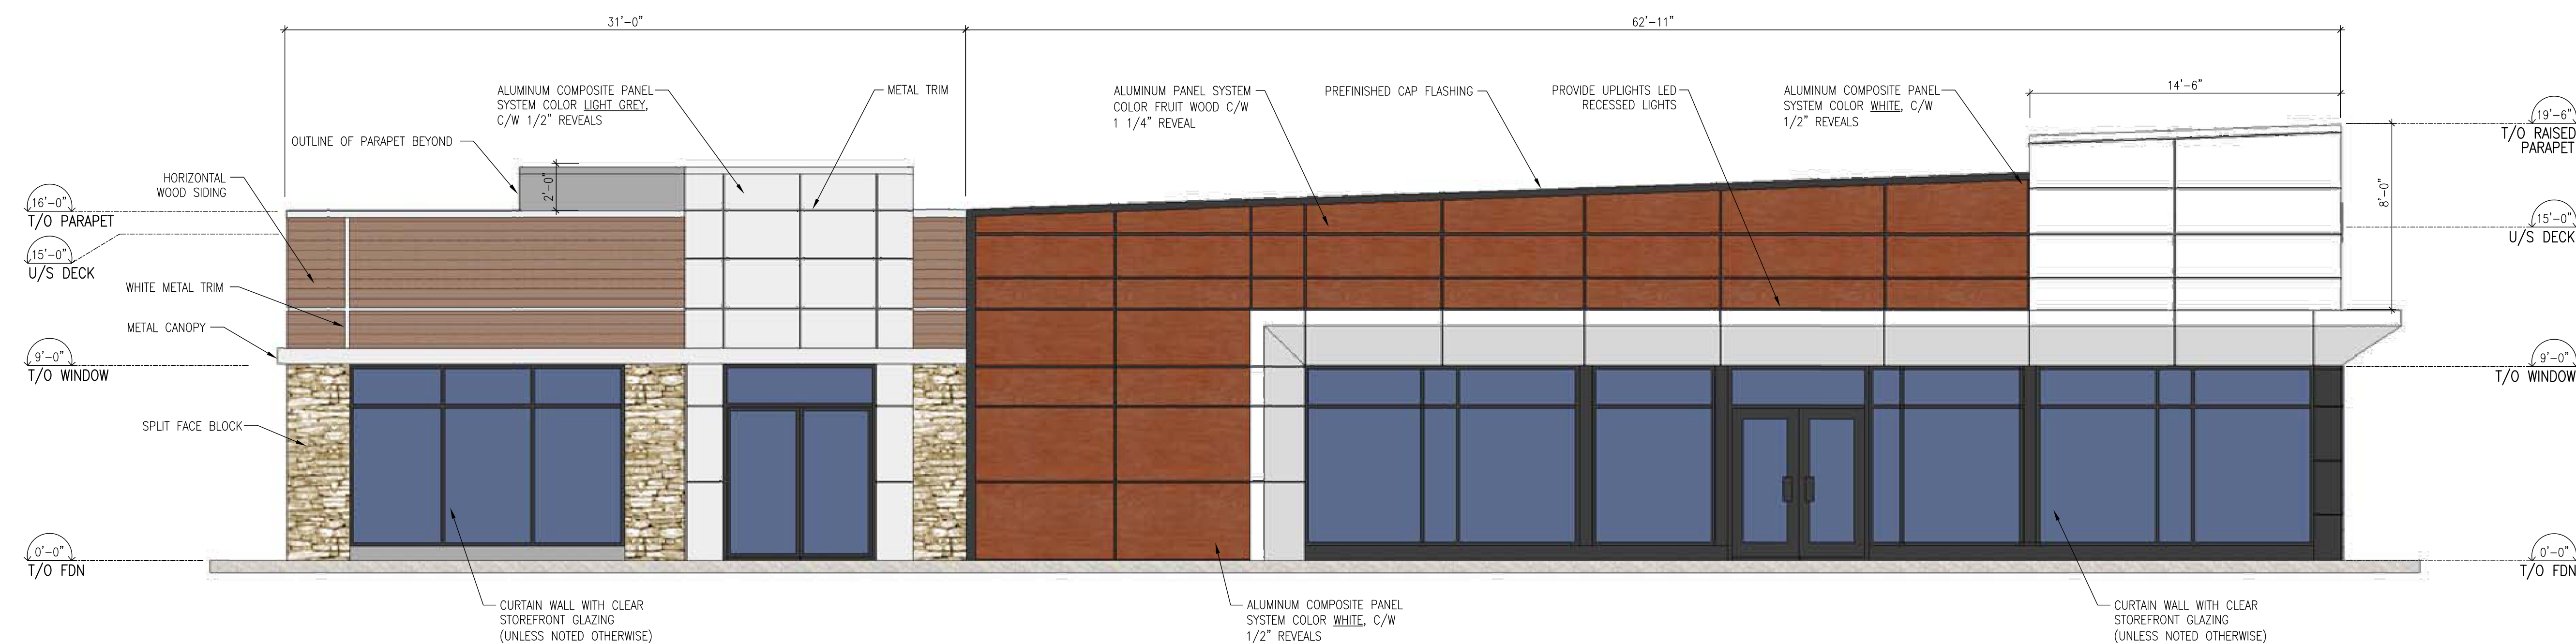 31'-0"
62'-11"
14'-6"
ALUMINUM COMPOSITE PANEL
SYSTEM COLOR LIGHT GREY,
C/W 1/2" REVEALS
METAL TRIM
ALUMINUM PANEL SYSTEM
COLOR FRUIT WOOD C/W
1 1/4" REVEAL
PREFINISHED CAP FLASHING
PROVIDE UPLIGHTS LED
RECESSED LIGHTS
ALUMINUM COMPOSITE PANEL
SYSTEM COLOR WHITE, C/W
1/2" REVEALS
19'-6"
T/O RAISED
PARAPET
OUTLINE OF PARAPET BEYOND
HORIZONTAL
WOOD SIDING
2'-0"
8'-0"
16'-0"
T/O PARAPET
15'-0"
U/S DECK
15'-0"
U/S DECK
WHITE METAL TRIM
METAL CANOPY
9'-0"
T/O WINDOW
9'-0"
T/O WINDOW
SPLIT FACE BLOCK
0'-0"
T/O FDN
0'-0"
T/O FDN
CURTAIN WALL WITH CLEAR
STOREFRONT GLAZING
(UNLESS NOTED OTHERWISE)
ALUMINUM COMPOSITE PANEL
SYSTEM COLOR WHITE, C/W
1/2" REVEALS
CURTAIN WALL WITH CLEAR
STOREFRONT GLAZING
(UNLESS NOTED OTHERWISE)